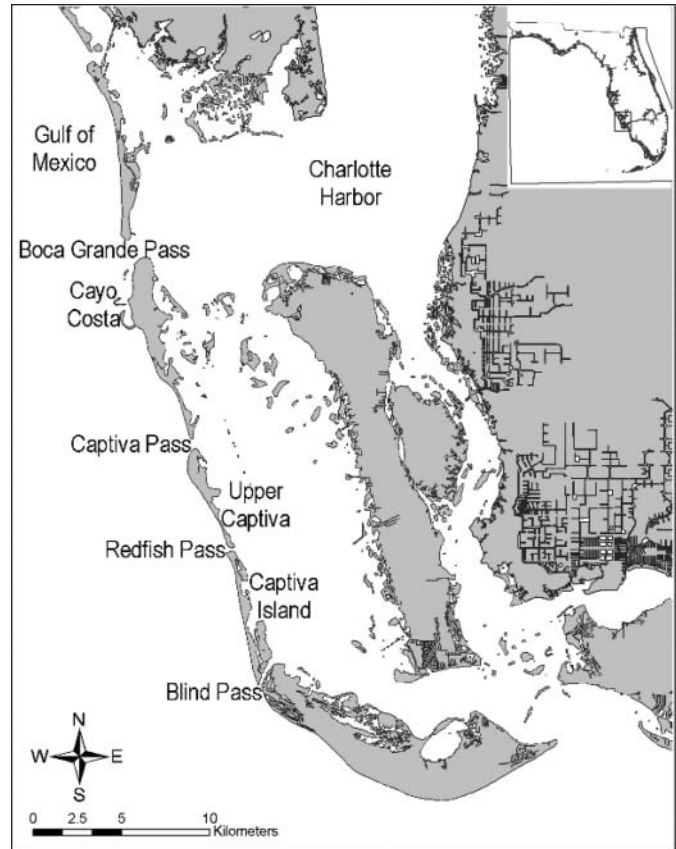 Gulf of
Mexico
Charlotte
Harbor
Boca Grande Pass
Cayo
Costa
Captiva Pass
Upper
Captiva
Redfish Pass
Captiva
Island
Blind Pass
N
W E
S
0 2.5 5 10
Kilometers